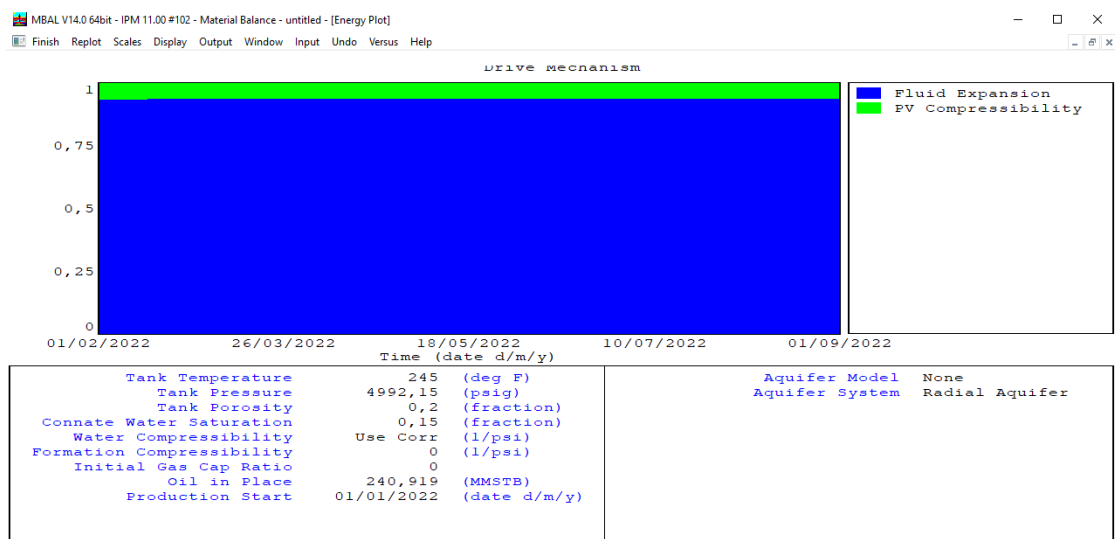 MBAL V14.0 64bit - IPM 11.00 #102 - Material Balance - untitled - [Energy Plot]
Finish Replot Scales Display Output Window Input Undo Versus Help
Drive Mechanism
1
0,75
0,5
0,25
0
01/02/2022 26/03/2022 18/05/2022 10/07/2022 01/09/2022
Time (date d/m/y)
Fluid Expansion
PV Compressibility
Tank Temperature 245 (deg F)
Tank Pressure 4992,15 (psig)
Tank Porosity 0,2 (fraction)
Connate Water Saturation 0,15 (fraction)
Water Compressibility Use Corr (1/psi)
Formation Compressibility 0 (1/psi)
Initial Gas Cap Ratio 0
Oil in Place 240,919 (MMSTB)
Production Start 01/01/2022 (date d/m/y)
Aquifer Model None
Aquifer System Radial Aquifer